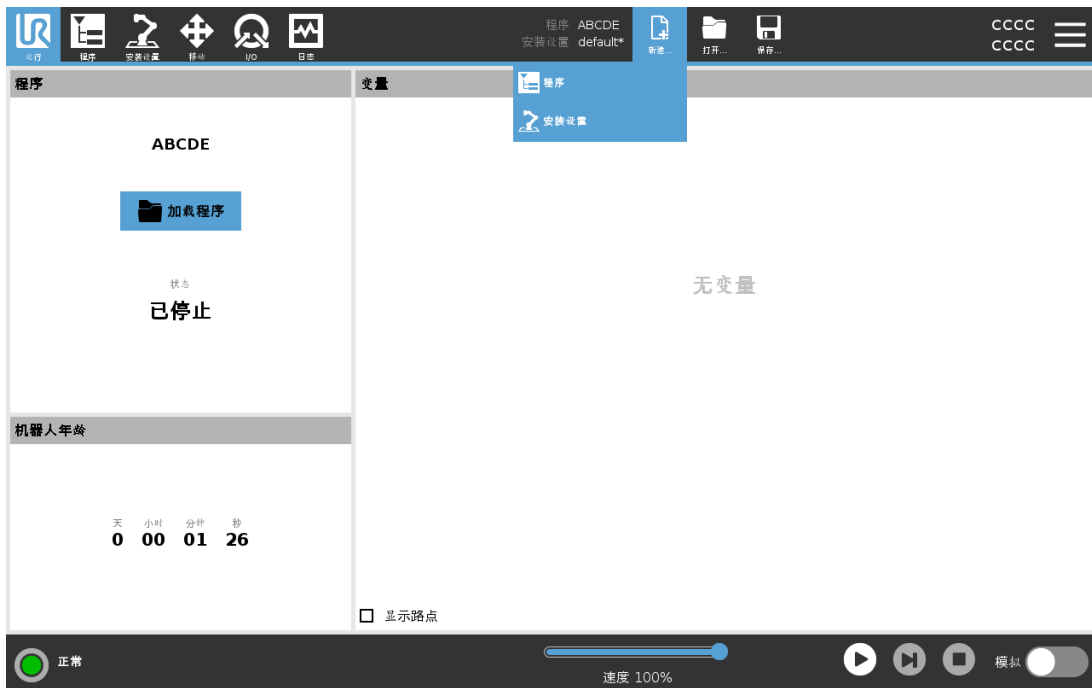 UR
运行
程序
安装设置
移动
I/O
日志
程序 ABCDE
安装设置 default*
新建...
打开...
保存...
CCCC
CCCC
程序
变量
程序
安装设置
ABCDE
加载程序
状态
已停止
无变量
机器人年龄
天 小时 分钟 秒
0 00 01 26
显示路点
正常
速度 100%
模拟